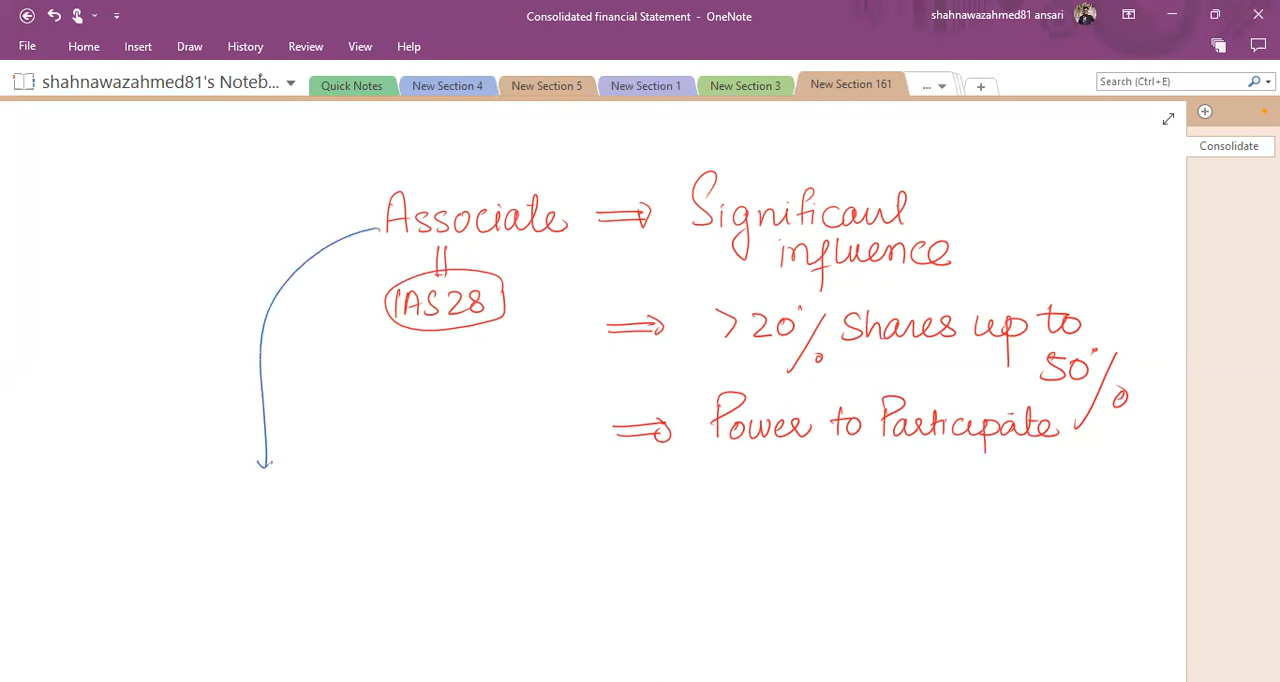 Consolidated financial Statement - OneNote
shahnawazahmed81 ansari
File Home Insert Draw History Review View Help
shahnawazahmed81's Noteb...
Quick Notes New Section 4 New Section 5 New Section 1 New Section 3 New Section 161 ...
Search (Ctrl+E)
Consolidate
Associate ⇒ Significant
influence
IAS 28
⇒ >20% shares up to
50%
⇒ Power to Participate